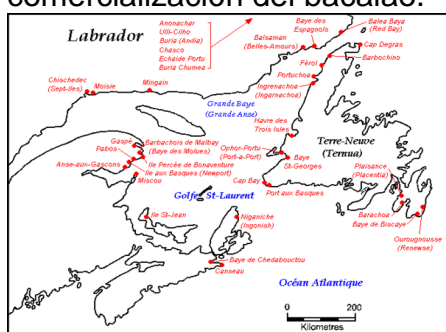 comercialización del bacalao.
Labrador
Anonachar
Ulli-Cilho
Buria (Andia)
Chasco
Echaide Portu
Buria Chumea
Balsaman
(Belles-Amours)
Baye des
Espagnols
Balea Baya
(Red Bay)
Cap Degras
Barbochino
Férol
Portuchoa
Ingrenachoa
(Ingarnachoa)
Chischedec
(Sept-Iles)
Moisie
Mingain
Grande Baye
(Grande Anse)
Havre des
Trois Isles
Terre-Neuve
(Ternua)
Ophor-Portu
(Port-a-Port)
Baye
St-Georges
Plaisance
(Placentia)
Gaspé
Pabos
Anse-aux-Gascons
Barbachois de Malbay
(Baye des Molues)
Ile Percée de Bonaventure
Ile aux Basques (Newport)
Miscou
Cap Bay
Port aux Basques
Golfe St-Laurent
Barachoa
Baye de Biscaye
Ile St-Jean
Niganiche
(Ingonish)
Ourougnousse
(Renewse)
Baye de Chedabouctou
Canseau
Océan Atlantique
0 100 200
Kilometres